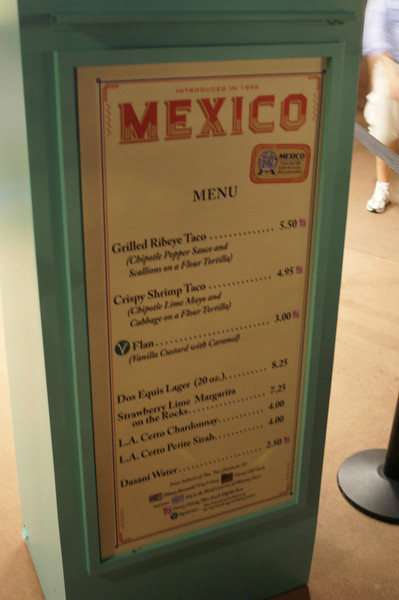 INTRODUCED IN 1996
MEXICO
MEXICO
MENU
Grilled Ribeye Taco .............. 5.50
(Chipotle Pepper Sauce and
Scallions on a Flour Tortilla)
Crispy Shrimp Taco .............. 4.95
(Chipotle Lime Mayo and
Cabbage on a Flour Tortilla)
V Flan ........................ 3.00
(Vanilla Custard with Caramel)
Dos Equis Lager (20 oz.) .......... 8.25
Strawberry Lime Margarita
on the Rocks .................. 7.25
L.A. Cetto Chardonnay .......... 4.00
L.A. Cetto Petite Sirah .......... 4.00
Dasani Water .................. 2.50